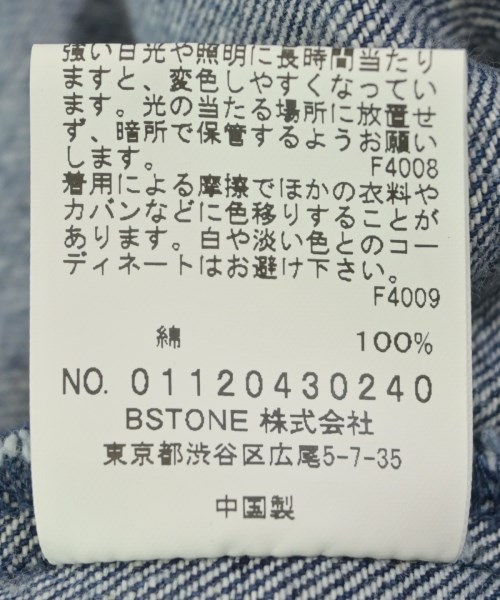 強い日光や照明に長時間当たり
ますと、変色しやすくなってい
ます。光の当たる場所に放置せ
ず、暗所で保管するようお願い
します。
F4008
着用による摩擦でほかの衣料や
カバンなどに色移りすることが
あります。白や淡い色とのコー
ディネートはお避け下さい。
F4009
綿 100%
NO. 01120430240
BSTONE 株式会社
東京都渋谷区広尾5-7-35
中国製